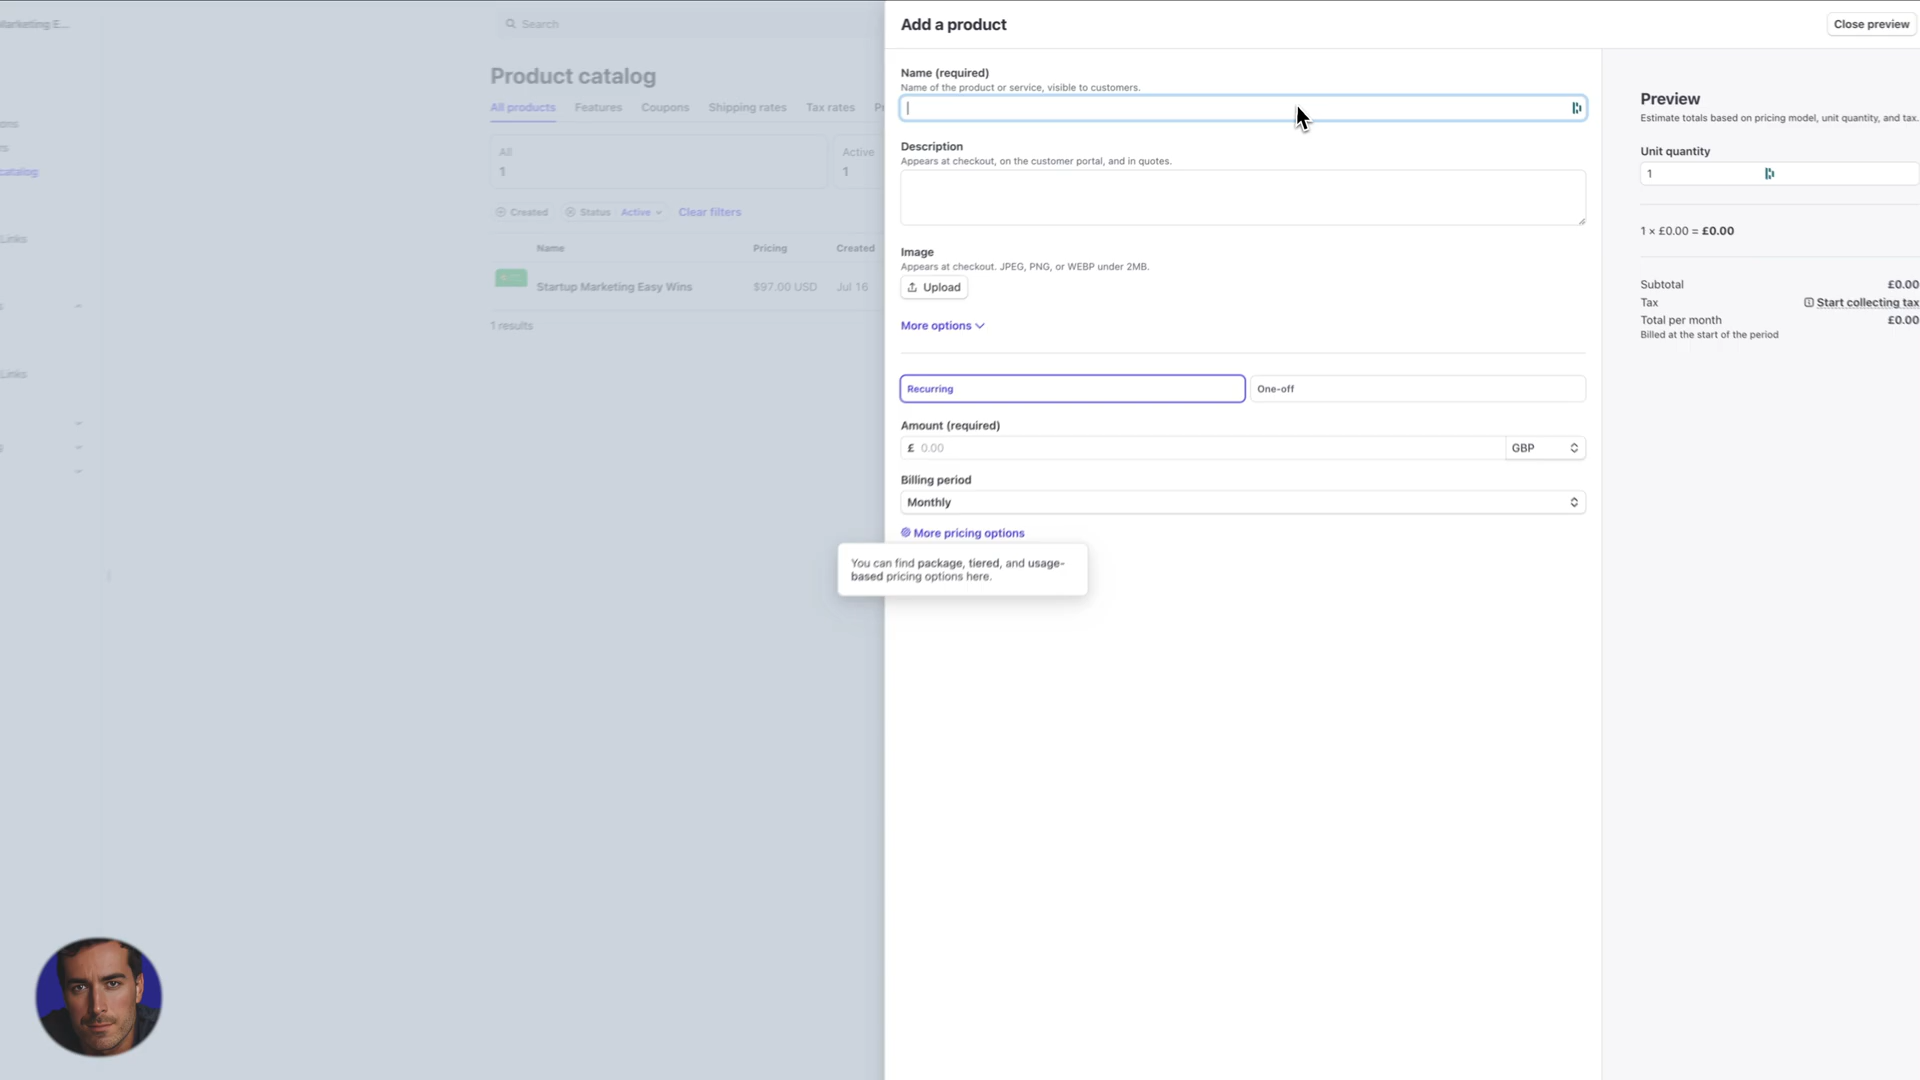 Marketing E...
Search
Product catalog
All products
Features
Coupons
Shipping rates
Tax rates
All
1
Active
1
Created
Status
Active
Clear filters
Name
Pricing
Created
Startup Marketing Easy Wins
$97.00 USD
Jul 16
1 results
catalog
Links
Links
Add a product
Close preview
Name (required)
Name of the product or service, visible to customers.
Description
Appears at checkout, on the customer portal, and in quotes.
Image
Appears at checkout. JPEG, PNG, or WEBP under 2MB.
Upload
More options
Recurring
One-off
Amount (required)
£ 0.00
GBP
Billing period
Monthly
More pricing options
You can find package, tiered, and usage-
based pricing options here.
Preview
Estimate totals based on pricing model, unit quantity, and tax.
Unit quantity
1
1 × £0.00 = £0.00
Subtotal
£0.00
Tax
Start collecting tax
Total per month
£0.00
Billed at the start of the period